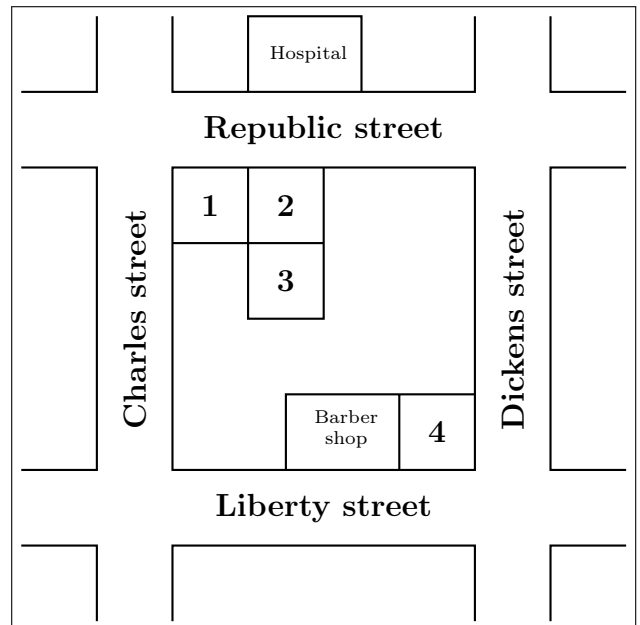 Hospital
Republic street
1
2
3
Charles street
Dickens street
Barber
shop
4
Liberty street